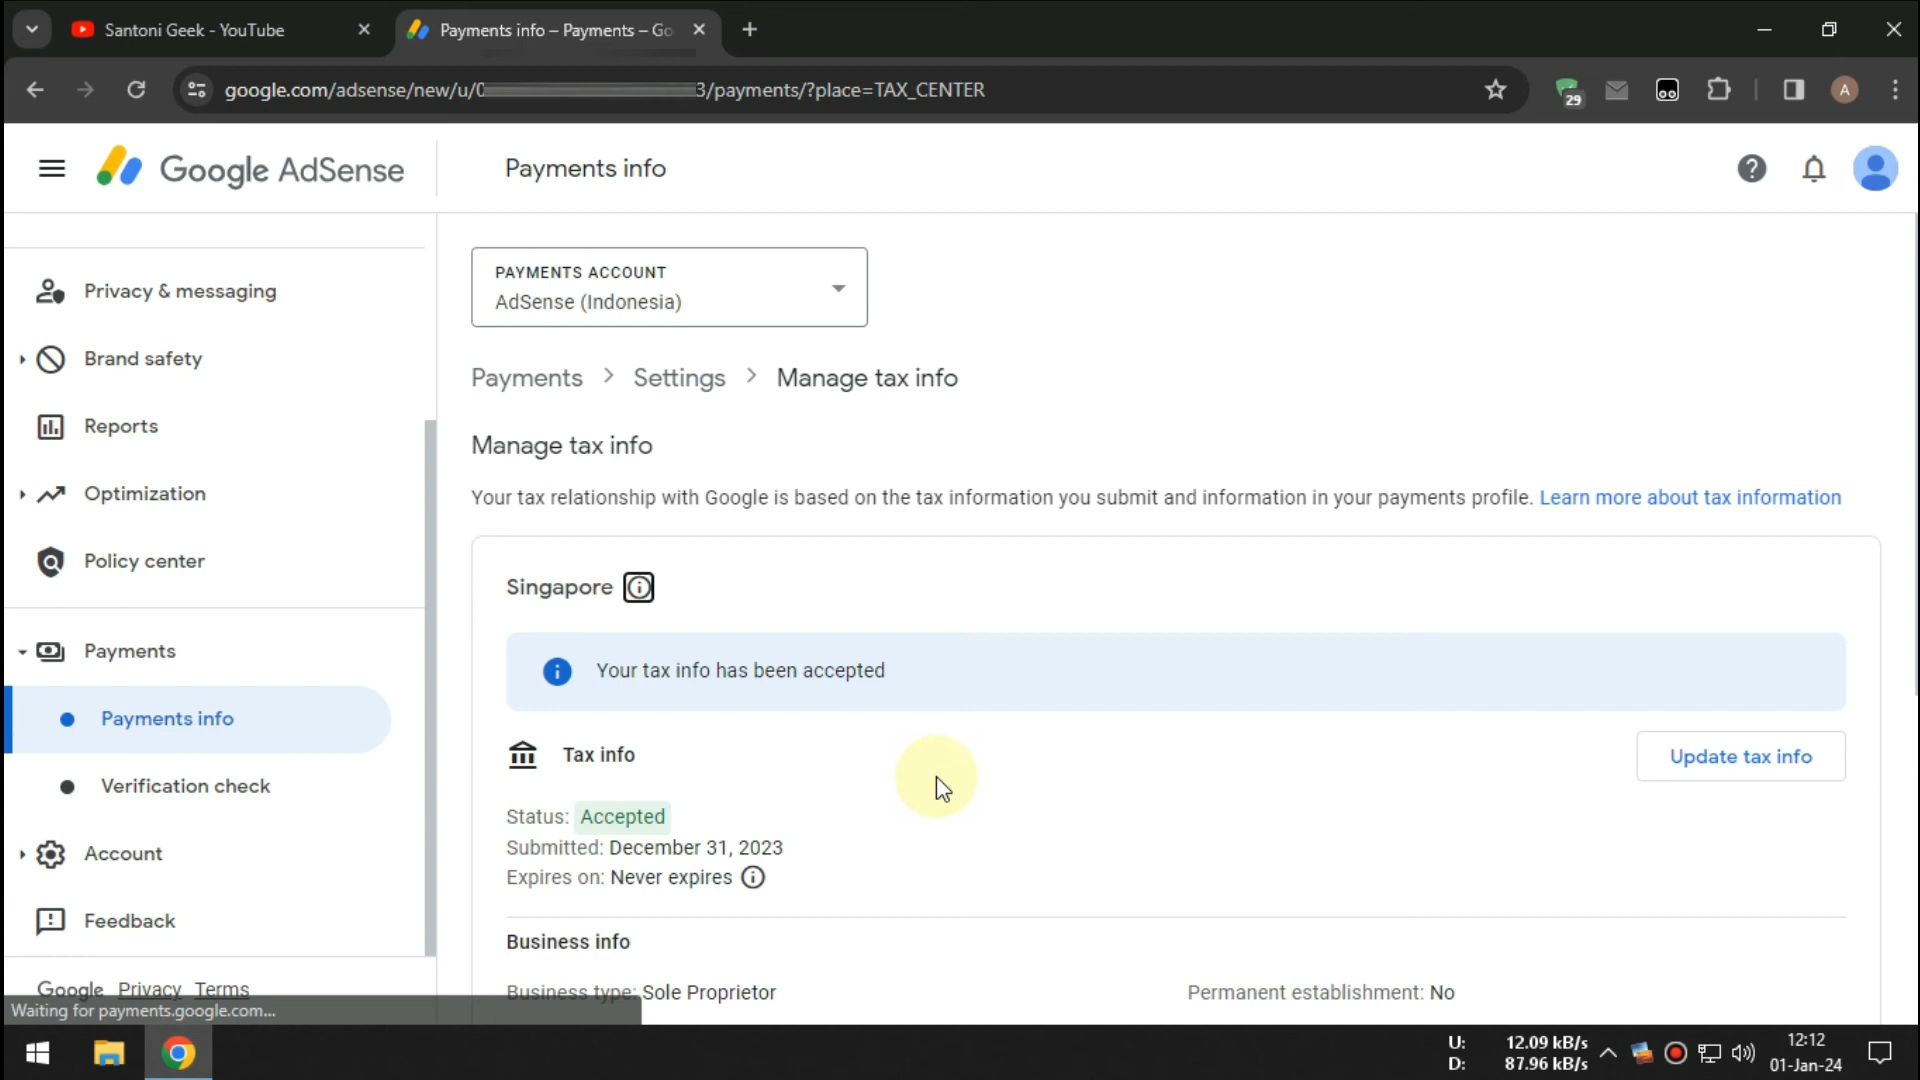 Santoni Geek - YouTube
Payments info – Payments – Go
google.com/adsense/new/u/0
3/payments/?place=TAX_CENTER
29
A
Google AdSense
Payments info
Privacy & messaging
Brand safety
Reports
Optimization
Policy center
Payments
Payments info
Verification check
Account
Feedback
Google Privacy Terms
Waiting for payments.google.com...
PAYMENTS ACCOUNT
AdSense (Indonesia)
Payments > Settings > Manage tax info
Manage tax info
Your tax relationship with Google is based on the tax information you submit and information in your payments profile. Learn more about tax information
Singapore
Your tax info has been accepted
Tax info
Update tax info
Status: Accepted
Submitted: December 31, 2023
Expires on: Never expires
Business info
Business type: Sole Proprietor
Permanent establishment: No
U: 12.09 kB/s
D: 87.96 kB/s
12:12
01-Jan-24